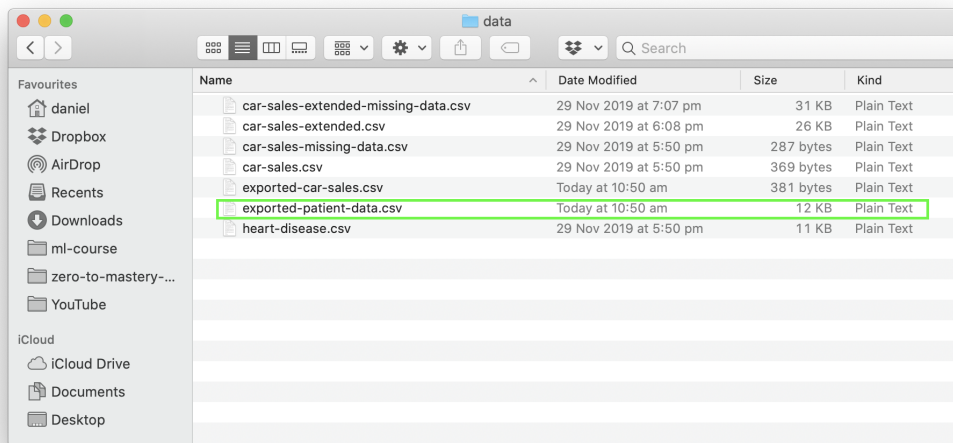 data
Search
Favourites
daniel
Dropbox
AirDrop
Recents
Downloads
ml-course
zero-to-mastery-...
YouTube
iCloud
iCloud Drive
Documents
Desktop
Name Date Modified Size Kind
car-sales-extended-missing-data.csv 29 Nov 2019 at 7:07 pm 31 KB Plain Text
car-sales-extended.csv 29 Nov 2019 at 6:08 pm 26 KB Plain Text
car-sales-missing-data.csv 29 Nov 2019 at 5:50 pm 287 bytes Plain Text
car-sales.csv 29 Nov 2019 at 5:50 pm 369 bytes Plain Text
exported-car-sales.csv Today at 10:50 am 381 bytes Plain Text
exported-patient-data.csv Today at 10:50 am 12 KB Plain Text
heart-disease.csv 29 Nov 2019 at 5:50 pm 11 KB Plain Text